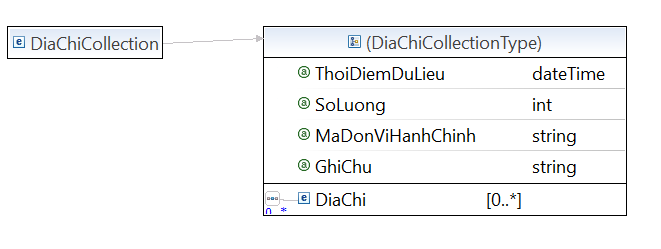 DiaChiCollection
(DiaChiCollectionType)
ThoiDiemDuLieu dateTime
SoLuong int
MaDonViHanhChinh string
GhiChu string
DiaChi [0..*]
0..*